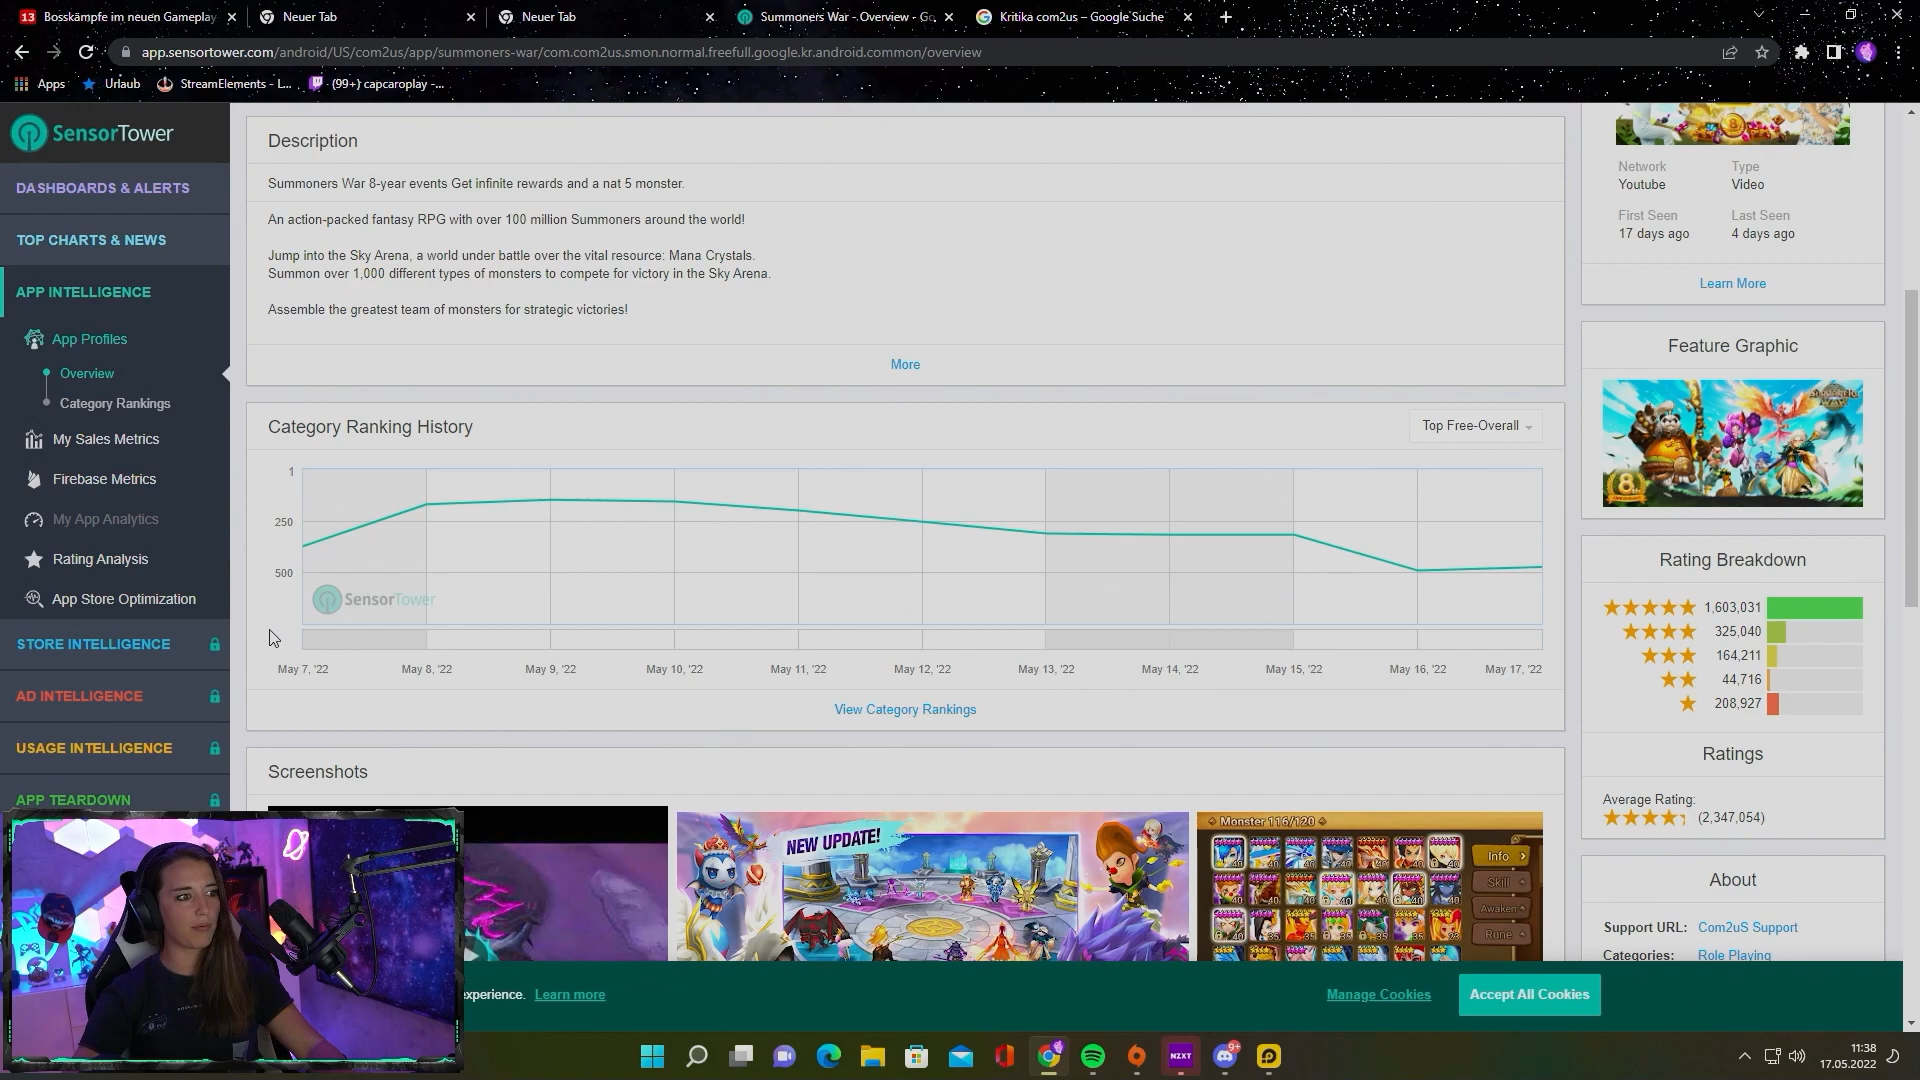 13 Bosskämpfe im neuen Gameplay
Neuer Tab
Neuer Tab
Summoners War - Overview - Go
Kritika com2us – Google Suche
app.sensortower.com/android/US/com2us/app/summoners-war/com.com2us.smon.normal.freefull.google.kr.android.common/overview
Apps
Urlaub
StreamElements - L...
(99+) capcaroplay -...
SensorTower
DASHBOARDS & ALERTS
TOP CHARTS & NEWS
APP INTELLIGENCE
App Profiles
Overview
Category Rankings
My Sales Metrics
Firebase Metrics
My App Analytics
Rating Analysis
App Store Optimization
STORE INTELLIGENCE
AD INTELLIGENCE
USAGE INTELLIGENCE
APP TEARDOWN
Description
Summoners War 8-year events Get infinite rewards and a nat 5 monster.
An action-packed fantasy RPG with over 100 million Summoners around the world!
Jump into the Sky Arena, a world under battle over the vital resource: Mana Crystals.
Summon over 1,000 different types of monsters to compete for victory in the Sky Arena.
Assemble the greatest team of monsters for strategic victories!
More
Category Ranking History
Top Free-Overall
1
250
500
SensorTower
May 7, '22
May 8, '22
May 9, '22
May 10, '22
May 11, '22
May 12, '22
May 13, '22
May 14, '22
May 15, '22
May 16, '22
May 17, '22
View Category Rankings
Screenshots
NEW UPDATE!
Monster 116/120
Info
Skill
Awaken
Rune
Network
Type
Youtube
Video
First Seen
Last Seen
17 days ago
4 days ago
Learn More
Feature Graphic
8th
Rating Breakdown
1,603,031
325,040
164,211
44,716
208,927
Ratings
Average Rating:
(2,347,054)
About
Support URL: Com2uS Support
Categories: Role Playing
experience. Learn more
Manage Cookies
Accept All Cookies
NZXT
9+
11:38
17.05.2022